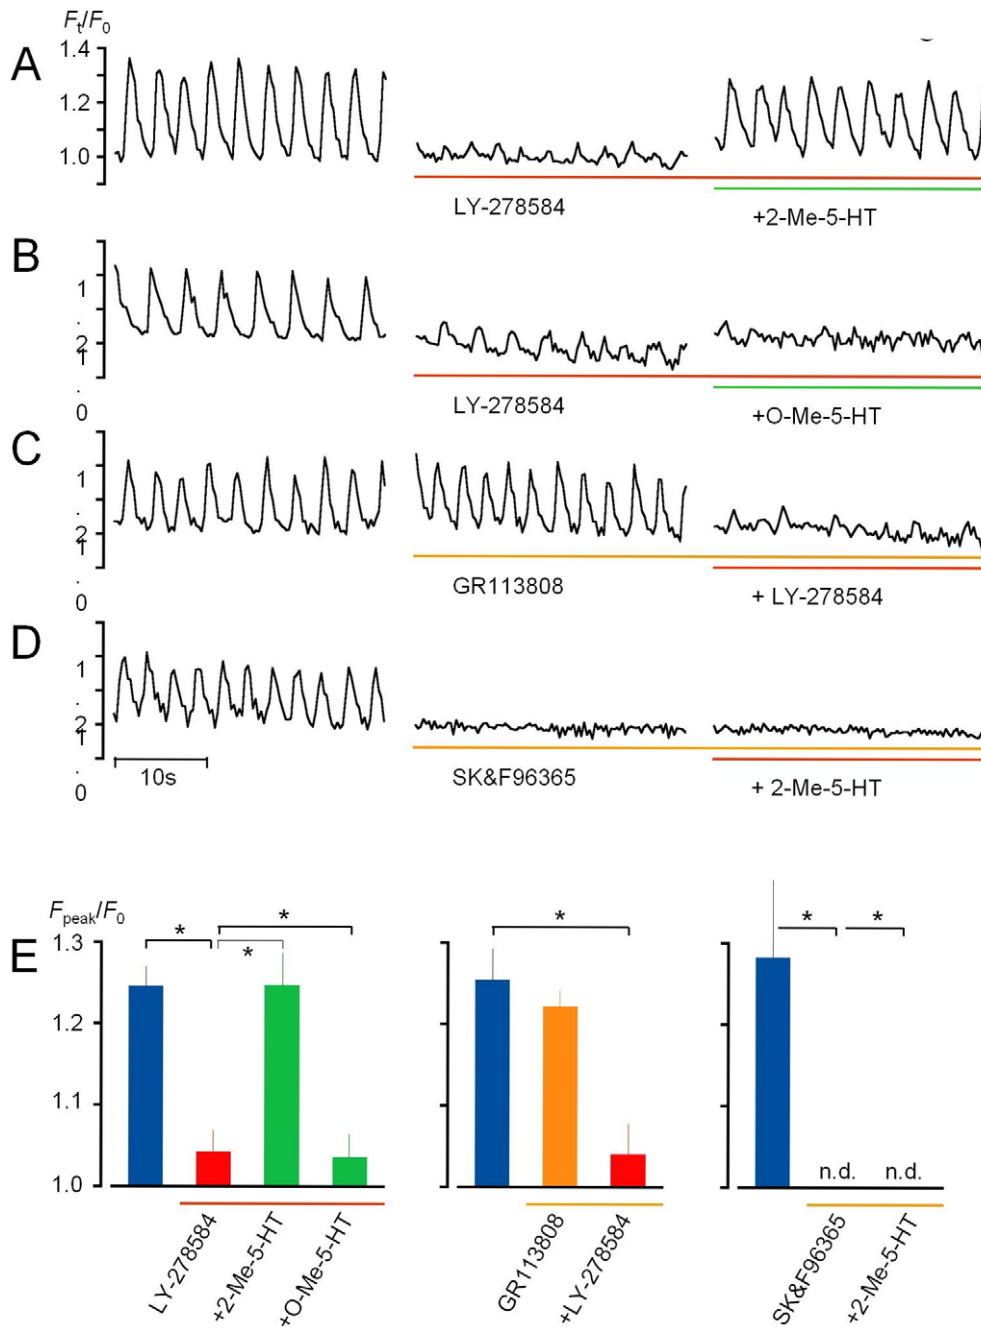 Ft/F0
A
1.4
1.2
1.0
LY-278584
+2-Me-5-HT
B
1
.
2
1
.
0
LY-278584
+O-Me-5-HT
C
1
.
2
1
.
0
GR113808
+ LY-278584
D
1
.
2
1
.
0
10s
SK&F96365
+ 2-Me-5-HT
Fpeak/F0
E
1.3
1.2
1.1
1.0
* * *
*
* *
n.d. n.d.
LY-278584
+2-Me-5-HT
+O-Me-5-HT
GR113808
+LY-278584
SK&F96365
+2-Me-5-HT